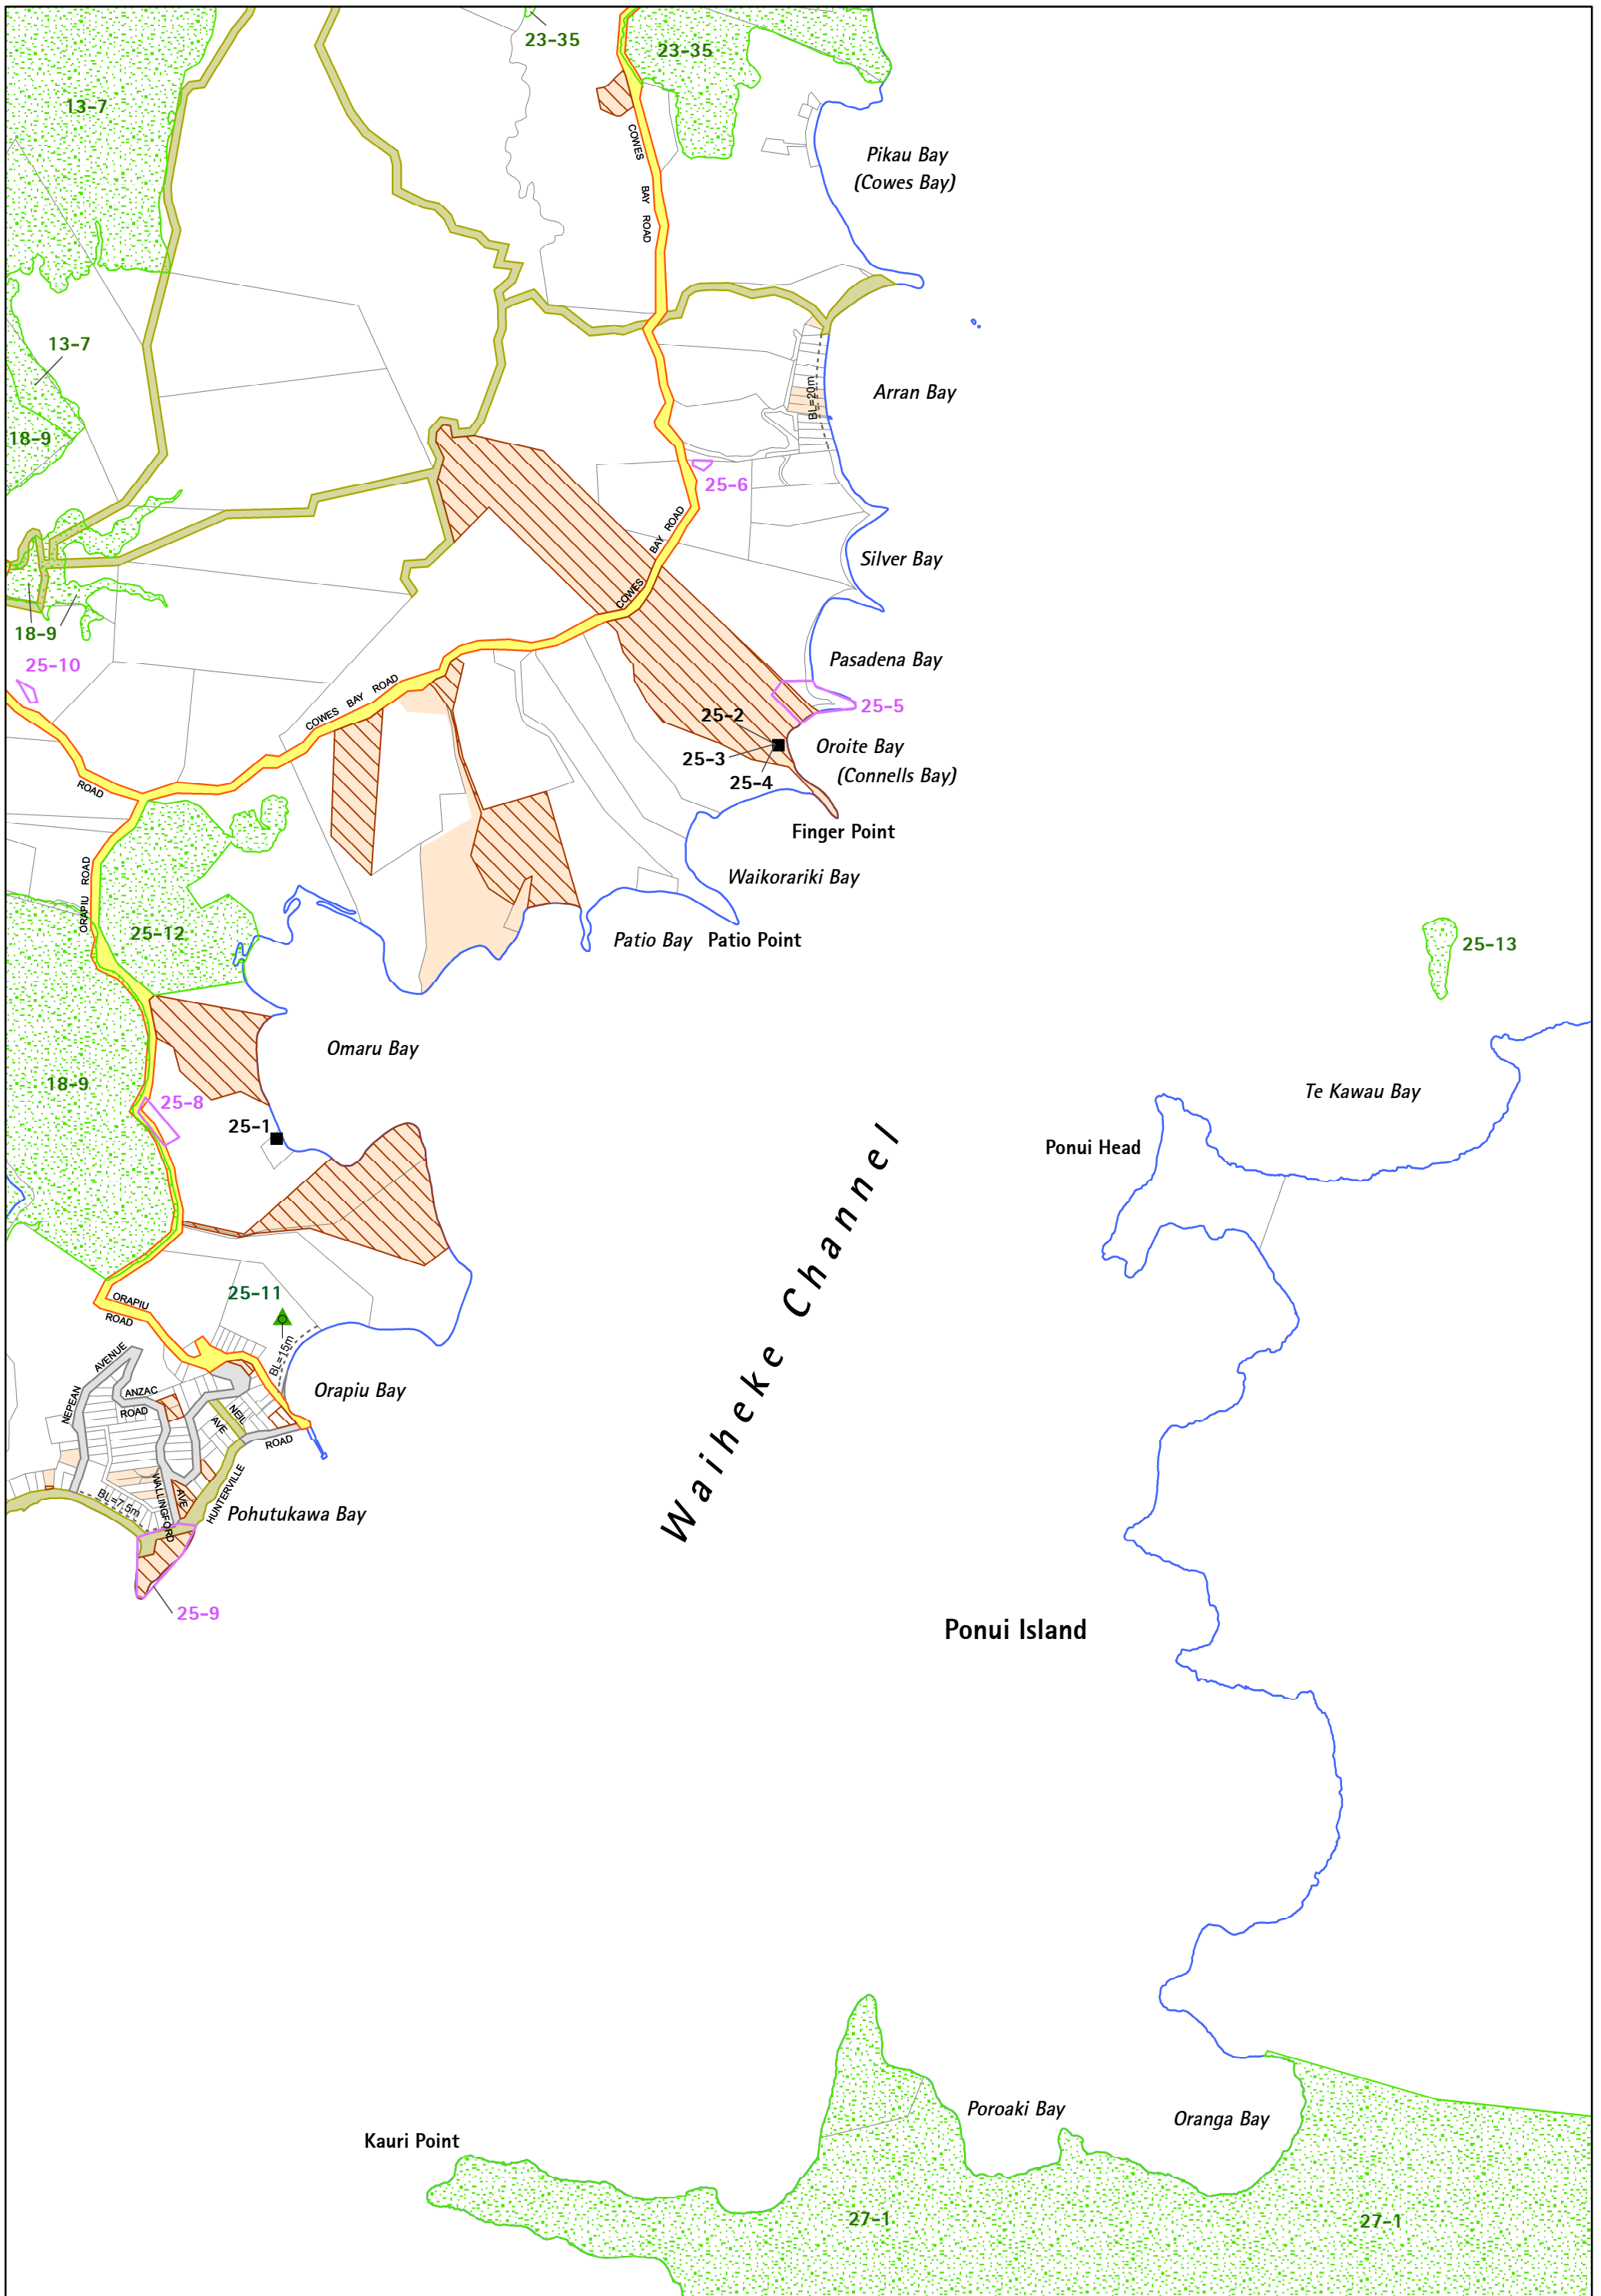 23-35
23-35
13-7
COWES
BAY
ROAD
Pikau Bay
(Cowes Bay)
13-7
BL=20m
Arran Bay
18-9
25-6
BAY ROAD
Silver Bay
COWES
18-9
25-10
Pasadena Bay
COWES BAY ROAD
25-5
25-2
25-3
25-4
Oroite Bay
(Connells Bay)
ROAD
Finger Point
ORAPIU ROAD
Waikorariki Bay
25-12
Patio Bay
Patio Point
25-13
Omaru Bay
18-9
25-8
Te Kawau Bay
25-1
Ponui Head
Waiheke Channel
25-11
ORAPIU
ROAD
BL=15m
NEPEAN
AVENUE
ANZAC
ROAD
Orapiu Bay
NEIL
AVE
ROAD
WALLINGFORD
AVE
HUNTERVILLE
BL=7.5m
Pohutukawa Bay
25-9
Ponui Island
Poroaki Bay
Oranga Bay
Kauri Point
27-1
27-1